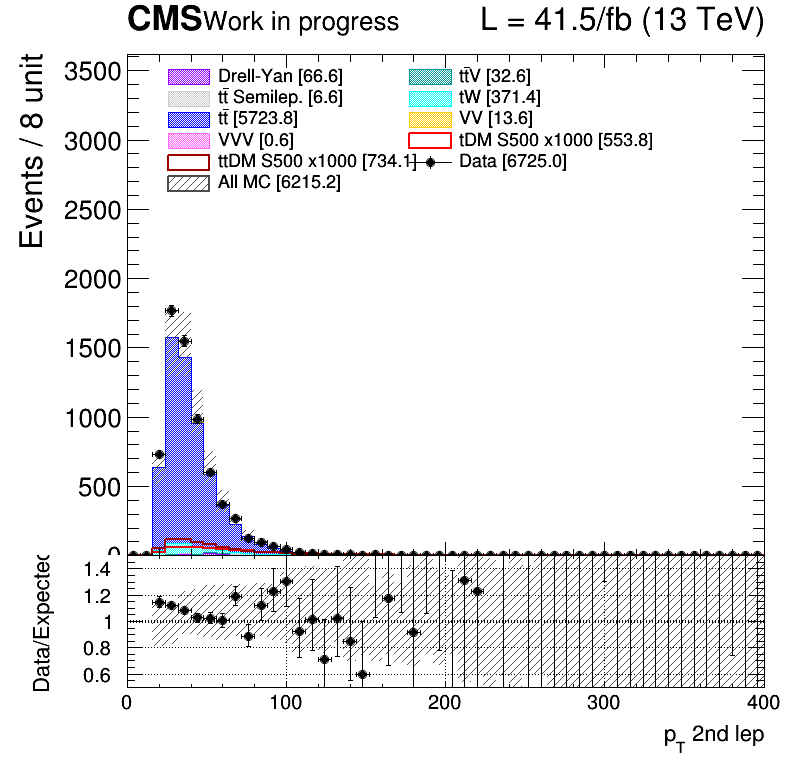 CMS Work in progress L = 41.5/fb (13 TeV)
Events / 8 unit
3500
3000
2500
2000
1500
1000
500
0
Drell-Yan [66.6] tt̄V [32.6]
tt̄ Semilep. [6.6] tW [371.4]
tt̄ [5723.8] VV [13.6]
VVV [0.6] tDM S500 x1000 [553.8]
ttDM S500 x1000 [734.1] Data [6725.0]
All MC [6215.2]
Data/Expected
1.4
1.2
1
0.8
0.6
0 100 200 300 400
p_T 2nd lep